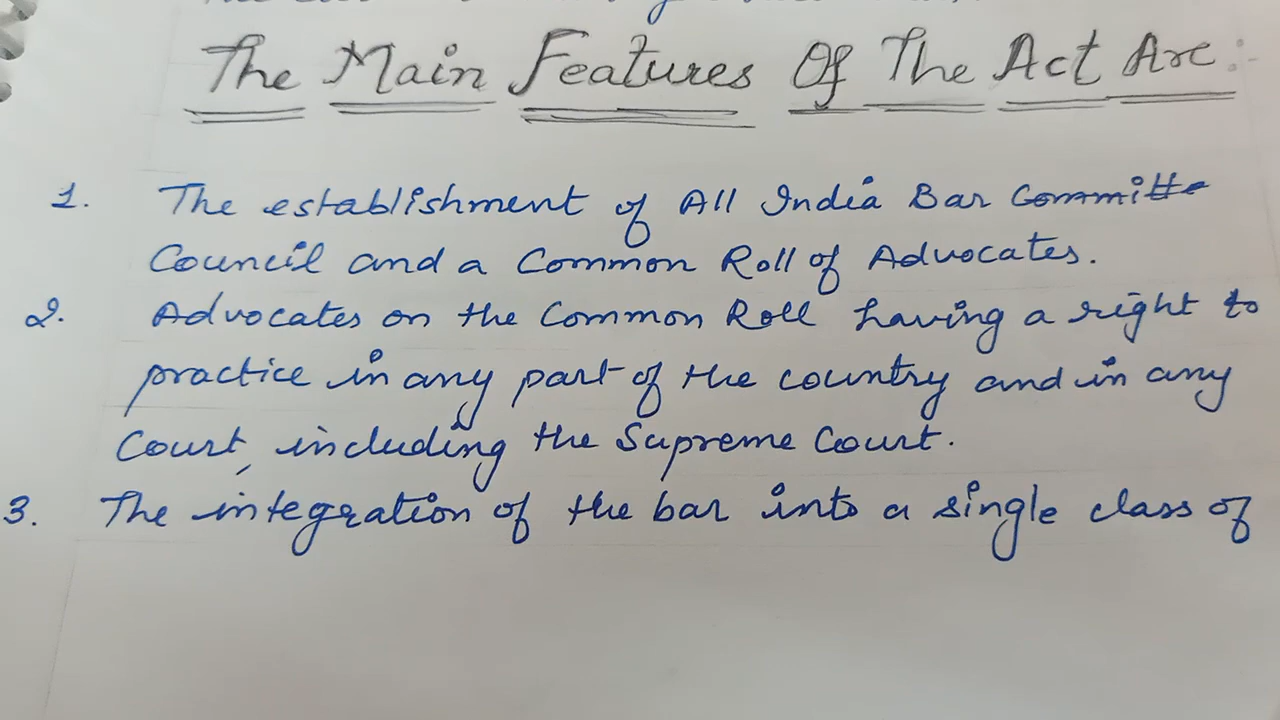 The Main Features Of The Act Are:-
1. The establishment of All India Bar Committe
Council and a Common Roll of Advocates.
2. Advocates on the Common Roll having a right to
practice in any part of the country and in any
Court, including the Supreme Court.
3. The integration of the bar into a single class of